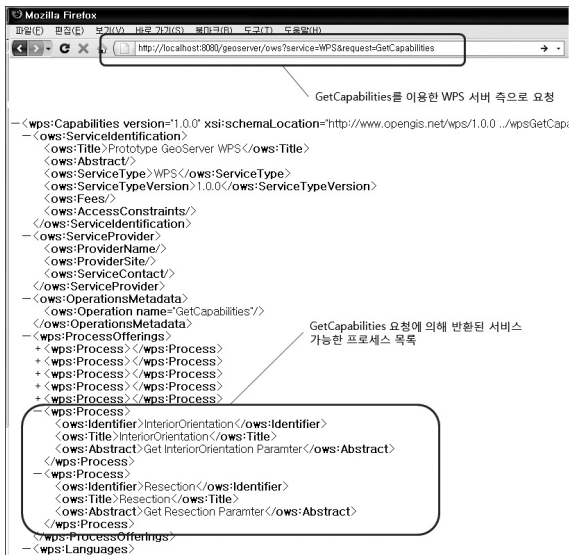 Mozilla Firefox
파일(F) 편집(E) 보기(V) 바로 가기(S) 북마크(B) 도구(T) 도움말(H)
http://localhost:8080/geoserver/ows?service=WPS&request=GetCapabilities
GetCapabilities를 이용한 WPS 서버 측으로 요청
－<wps:Capabilities version="1.0.0" xsi:schemaLocation="http://www.opengis.net/wps/1.0.0 ../wpsGetCapa
－<ows:ServiceIdentification>
<ows:Title>Prototype GeoServer WPS</ows:Title>
<ows:Abstract/>
<ows:ServiceType>WPS</ows:ServiceType>
<ows:ServiceTypeVersion>1.0.0</ows:ServiceTypeVersion>
<ows:Fees/>
<ows:AccessConstraints/>
</ows:ServiceIdentification>
－<ows:ServiceProvider>
<ows:ProviderName/>
<ows:ProviderSite/>
<ows:ServiceContact/>
</ows:ServiceProvider>
－<ows:OperationsMetadata>
<ows:Operation name="GetCapabilities"/>
</ows:OperationsMetadata>
GetCapabilities 요청에 의해 반환된 서비스
가능한 프로세스 목록
－<wps:ProcessOfferings>
+<wps:Process></wps:Process>
+<wps:Process></wps:Process>
+<wps:Process></wps:Process>
+<wps:Process></wps:Process>
+<wps:Process></wps:Process>
－<wps:Process>
<ows:Identifier>InteriorOrientation</ows:Identifier>
<ows:Title>InteriorOrientation</ows:Title>
<ows:Abstract>Get InteriorOrientation Paramter</ows:Abstract>
</wps:Process>
－<wps:Process>
<ows:Identifier>Resection</ows:Identifier>
<ows:Title>Resection</ows:Title>
<ows:Abstract>Get Resection Paramter</ows:Abstract>
</wps:Process>
</wps:ProcessOfferings>
－<wps:Languages>